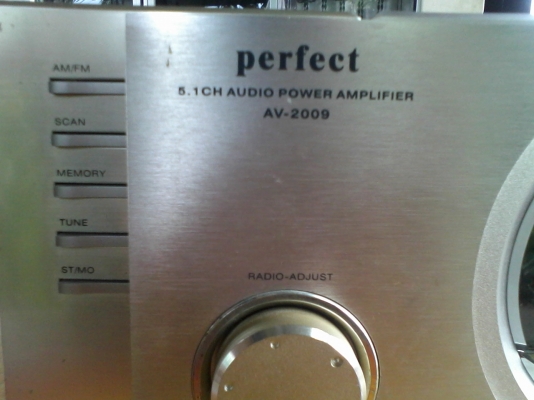 perfect
5.1CH AUDIO POWER AMPLIFIER
AV-2009
AM/FM
SCAN
MEMORY
TUNE
ST/MO
RADIO-ADJUST